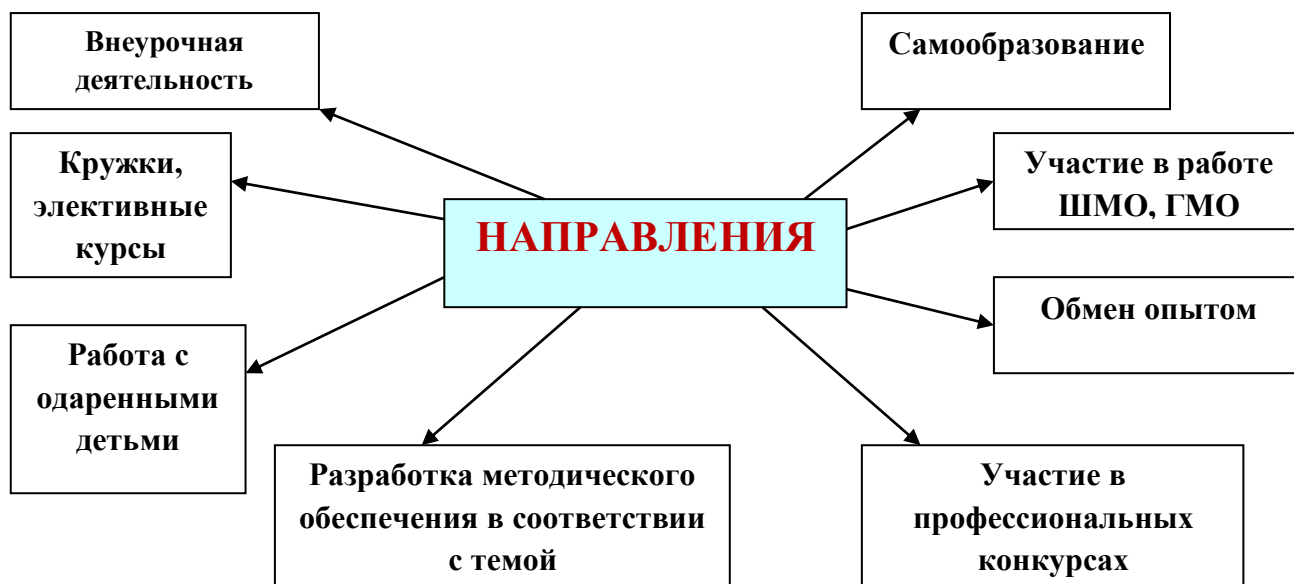 Внеурочная
деятельность
Самообразование
Кружки,
элективные
курсы
НАПРАВЛЕНИЯ
Участие в работе
ШМО, ГМО
Обмен опытом
Работа с
одаренными
детьми
Разработка методического
обеспечения в соответствии
с темой
Участие в
профессиональных
конкурсах